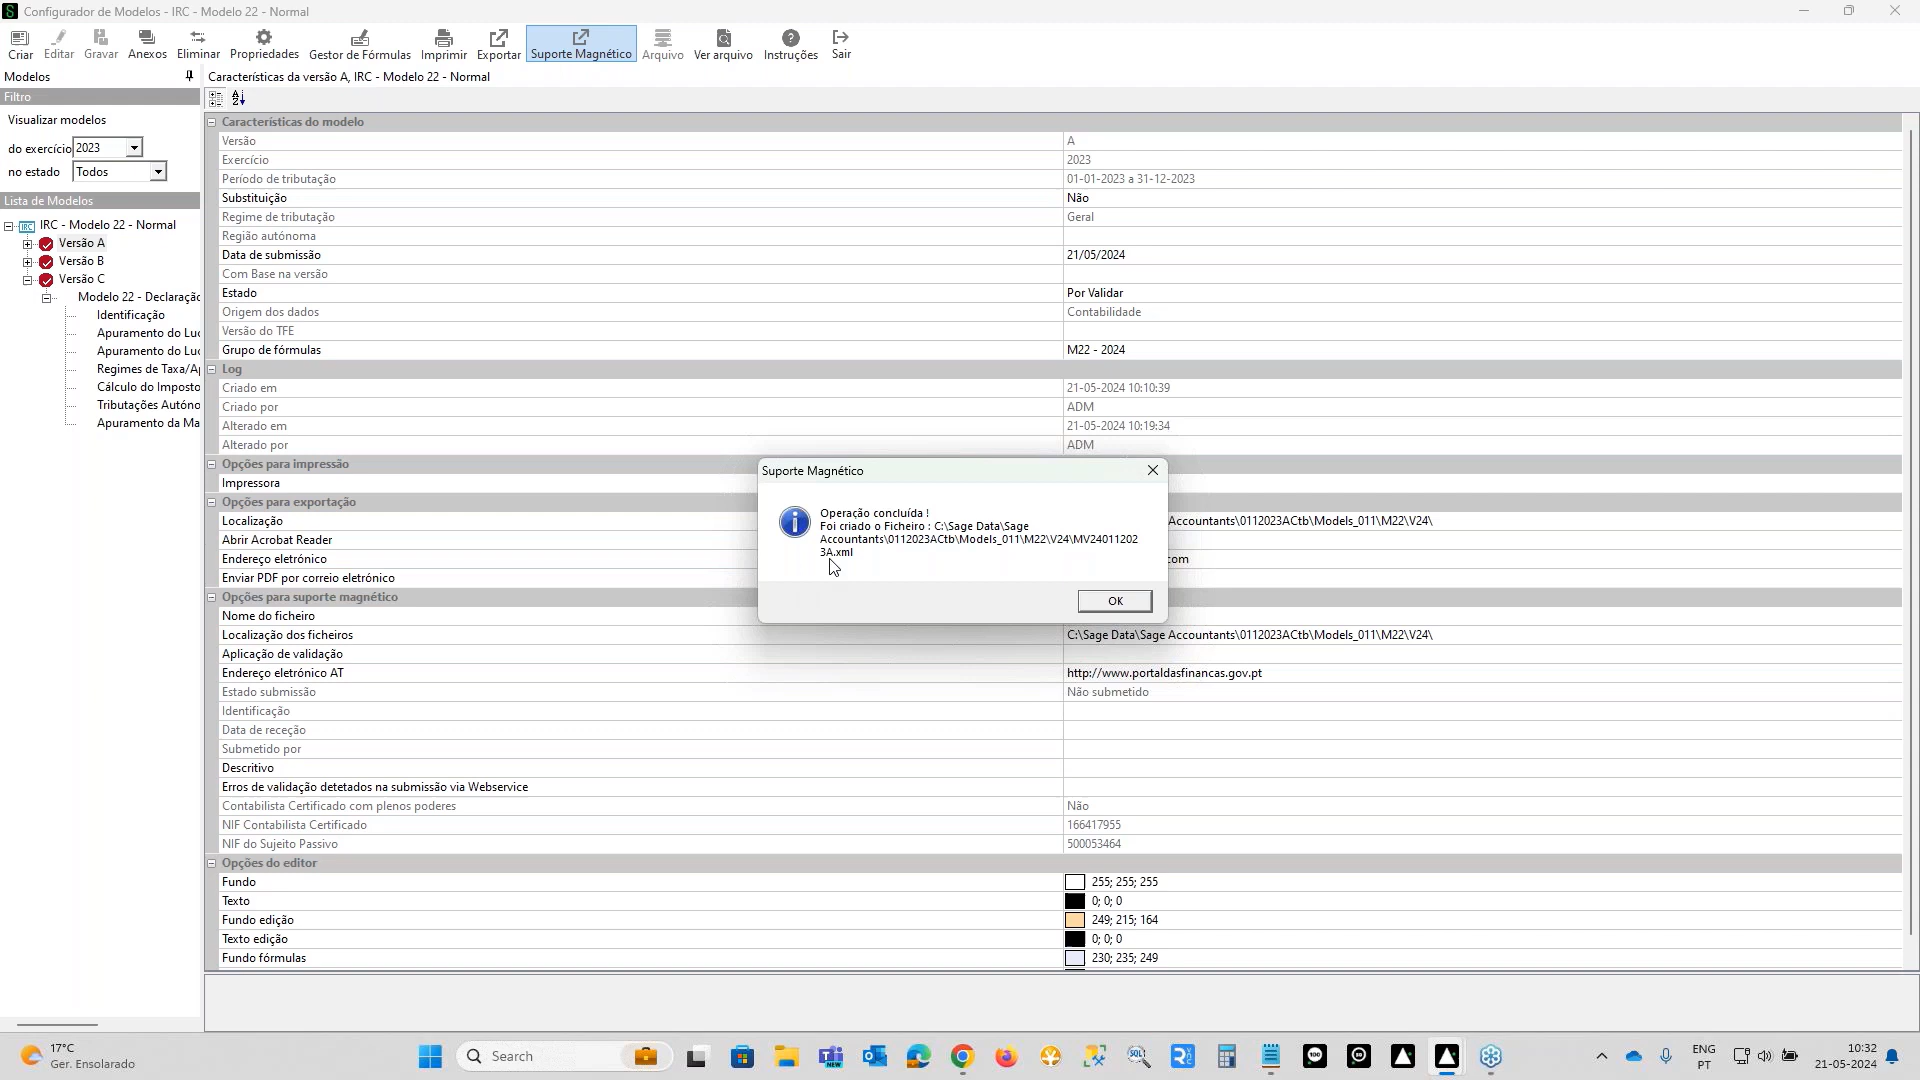 Configurador de Modelos - IRC - Modelo 22 - Normal
Criar Editar Gravar Anexos Eliminar Propriedades Gestor de Fórmulas Imprimir Exportar Suporte Magnético Arquivo Ver arquivo Instruções Sair
Modelos
Características da versão A, IRC - Modelo 22 - Normal
Filtro
Visualizar modelos
do exercício 2023
no estado Todos
Lista de Modelos
IRC - Modelo 22 - Normal
Versão A
Versão B
Versão C
Modelo 22 - Declaração
Identificação
Apuramento do Luc
Apuramento do Luc
Regimes de Taxa/Ap
Cálculo do Imposto
Tributações Autóno
Apuramento da Ma
Características do modelo
Versão A
Exercício 2023
Período de tributação 01-01-2023 a 31-12-2023
Substituição Não
Regime de tributação Geral
Região autónoma
Data de submissão 21/05/2024
Com Base na versão
Estado Por Validar
Origem dos dados Contabilidade
Versão do TFE
Grupo de fórmulas M22 - 2024
Log
Criado em 21-05-2024 10:10:39
Criado por ADM
Alterado em 21-05-2024 10:19:34
Alterado por ADM
Opções para impressão
Impressora
Opções para exportação
Localização Accountants\0112023ACtb\Models_011\M22\V24\
Abrir Acrobat Reader
Endereço eletrónico com
Enviar PDF por correio eletrónico
Opções para suporte magnético
Nome do ficheiro
Localização dos ficheiros C:\Sage Data\Sage Accountants\0112023ACtb\Models_011\M22\V24\
Aplicação de validação
Endereço eletrónico AT http://www.portaldasfinancas.gov.pt
Estado submissão Não submetido
Identificação
Data de receção
Submetido por
Descritivo
Erros de validação detetados na submissão via Webservice
Contabilista Certificado com plenos poderes Não
NIF Contabilista Certificado 166417955
NIF do Sujeito Passivo 500053464
Opções do editor
Fundo 255; 255; 255
Texto 0; 0; 0
Fundo edição 249; 215; 164
Texto edição 0; 0; 0
Fundo fórmulas 230; 235; 249
Suporte Magnético
Operação concluída !
Foi criado o Ficheiro : C:\Sage Data\Sage
Accountants\0112023ACtb\Models_011\M22\V24\MV24011202
3A.xml
OK
17°C
Ger. Ensolarado
Search
ENG
PT
10:32
21-05-2024